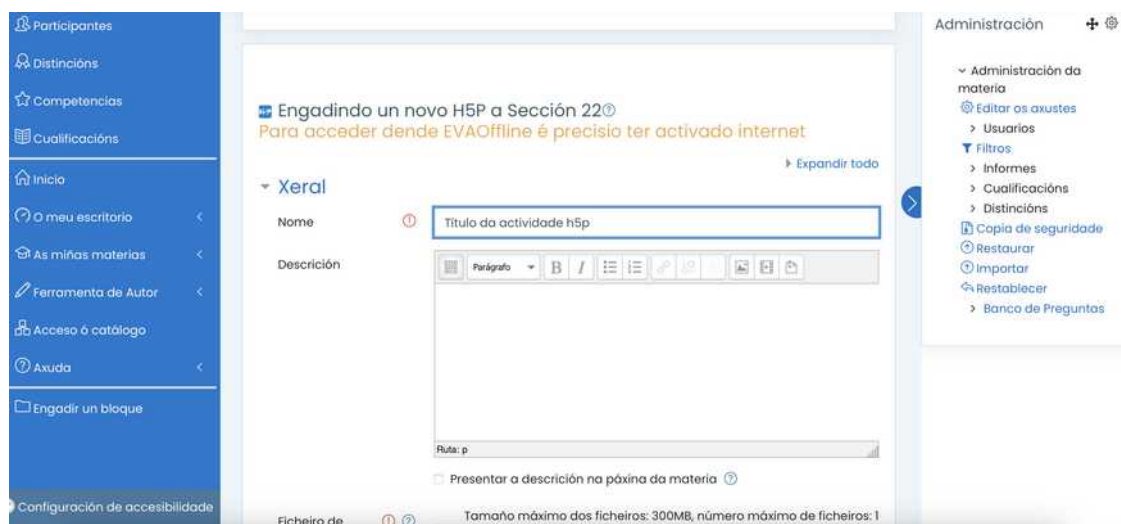 Participantes
Distincións
Competencias
Cualificacións
Inicio
O meu escritorio
As miñas materias
Ferramenta de Autor
Acceso ó catálogo
Axuda
Engadir un bloque
Configuración de accesibilidade
H5P Engadindo un novo H5P a Sección 22
Para acceder dende EVAOffline é precisio ter activado internet
Expandir todo
Xeral
Nome
Título da actividade h5p
Descrición
Parágrafo B I
Ruta: p
Presentar a descrición na páxina da materia
Ficheiro de
Tamaño máximo dos ficheiros: 300MB, número máximo de ficheiros: 1
Administración
Administración da
materia
Editar os axustes
Usuarios
Filtros
Informes
Cualificacións
Distincións
Copia de seguridade
Restaurar
Importar
Restablecer
Banco de Preguntas